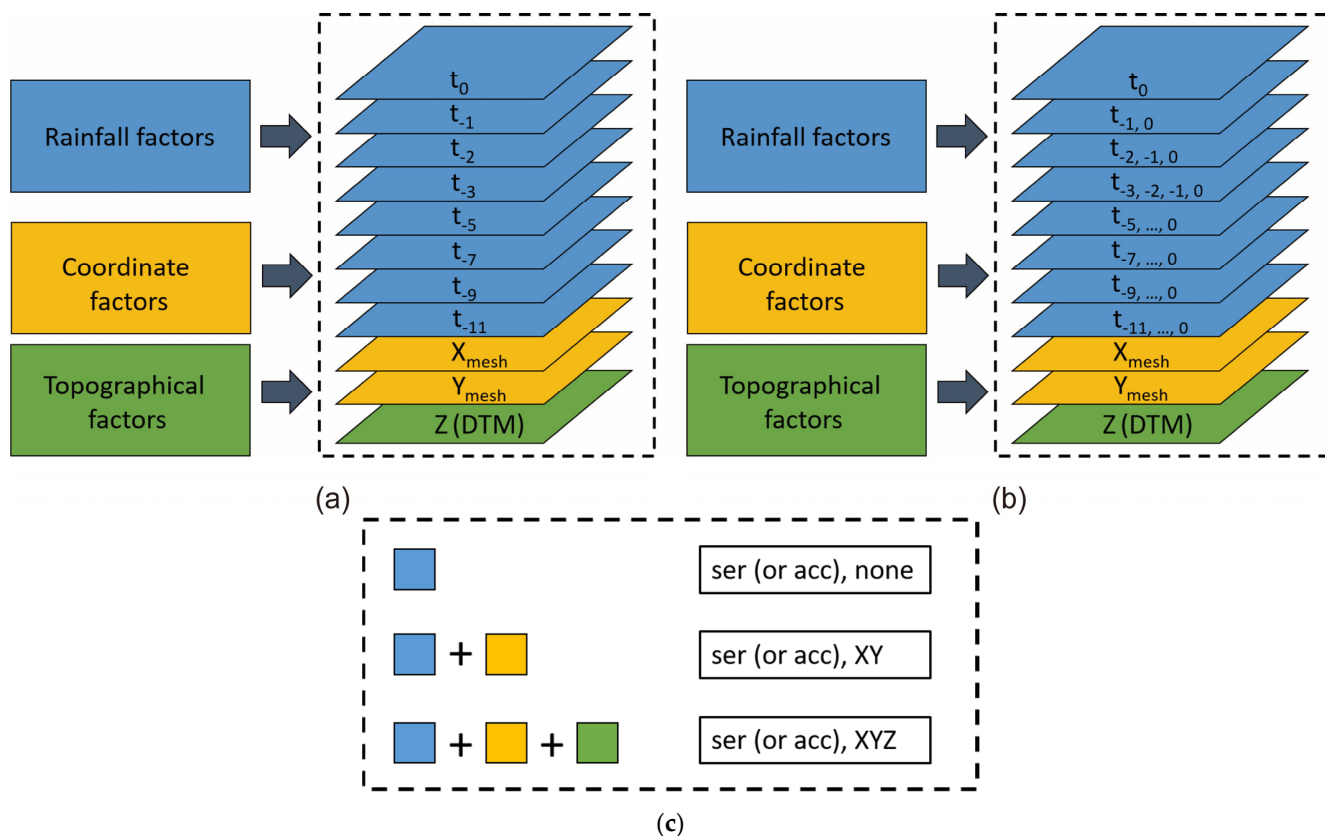 Rainfall factors
Coordinate
factors
Topographical
factors
t₀
t₋₁
t₋₂
t₋₃
t₋₅
t₋₇
t₋₉
t₋₁₁
Xmesh
Ymesh
Z (DTM)
(a)
Rainfall factors
Coordinate
factors
Topographical
factors
t₀
t₋₁, ₀
t₋₂, ₋₁, ₀
t₋₃, ₋₂, ₋₁, ₀
t₋₅, ..., ₀
t₋₇, ..., ₀
t₋₉, ..., ₀
t₋₁₁, ..., ₀
Xmesh
Ymesh
Z (DTM)
(b)
ser (or acc), none
+ ser (or acc), XY
+ + ser (or acc), XYZ
(c)